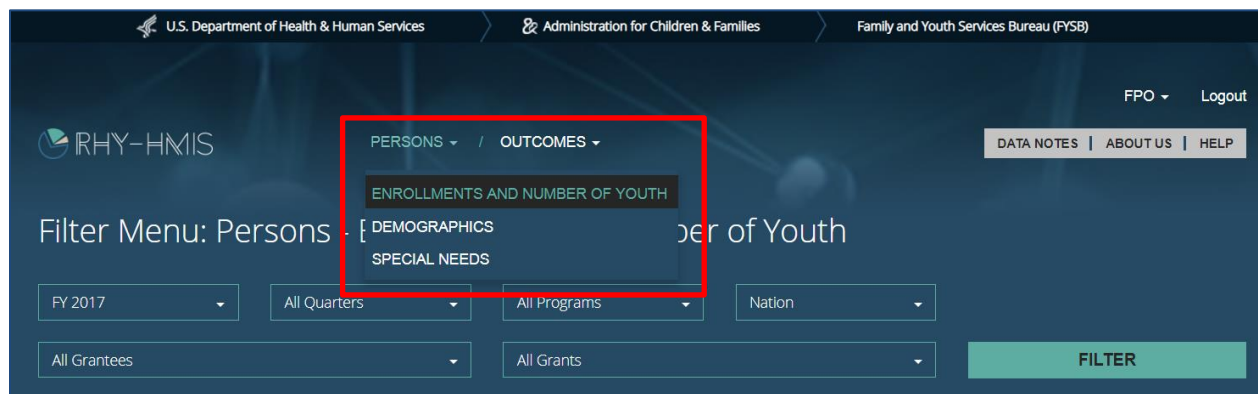 U.S. Department of Health & Human Services
Administration for Children & Families
Family and Youth Services Bureau (FYSB)
FPO
Logout
RHY-HMIS
PERSONS / OUTCOMES
DATA NOTES | ABOUT US | HELP
ENROLLMENTS AND NUMBER OF YOUTH
DEMOGRAPHICS
SPECIAL NEEDS
Filter Menu: Persons - E ber of Youth
FY 2017
All Quarters
All Programs
Nation
All Grantees
All Grants
FILTER